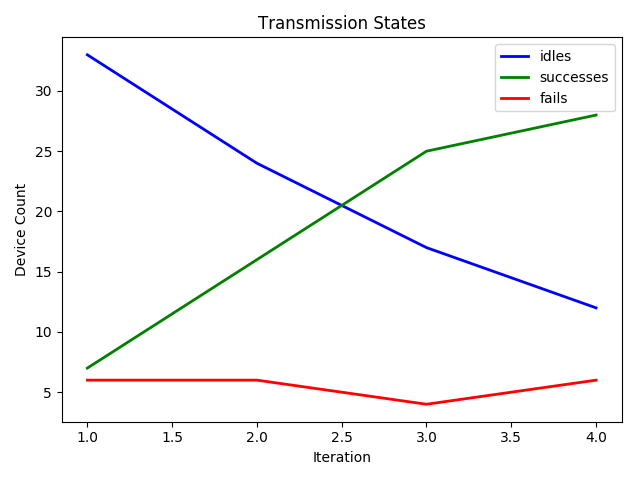 Transmission States
idles
successes
fails
Device Count
30
25
20
15
10
5
1.0 1.5 2.0 2.5 3.0 3.5 4.0
Iteration